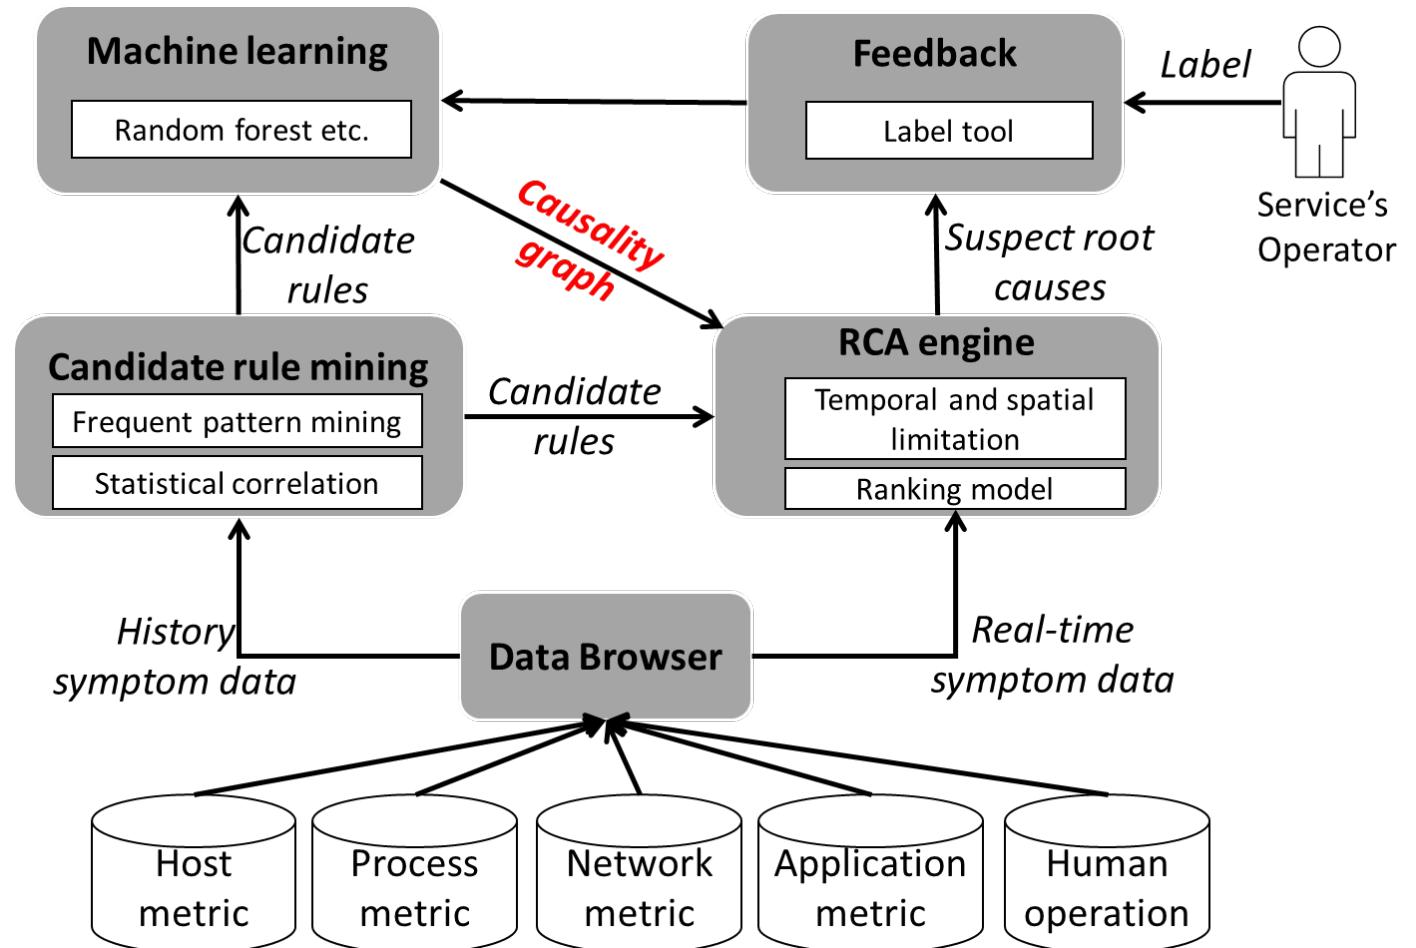 Machine learning
Random forest etc.
Feedback
Label tool
Label
Service's
Operator
Candidate
rules
Causality
graph
Suspect root
causes
Candidate rule mining
Frequent pattern mining
Statistical correlation
Candidate
rules
RCA engine
Temporal and spatial
limitation
Ranking model
History
symptom data
Data Browser
Real-time
symptom data
Host
metric
Process
metric
Network
metric
Application
metric
Human
operation